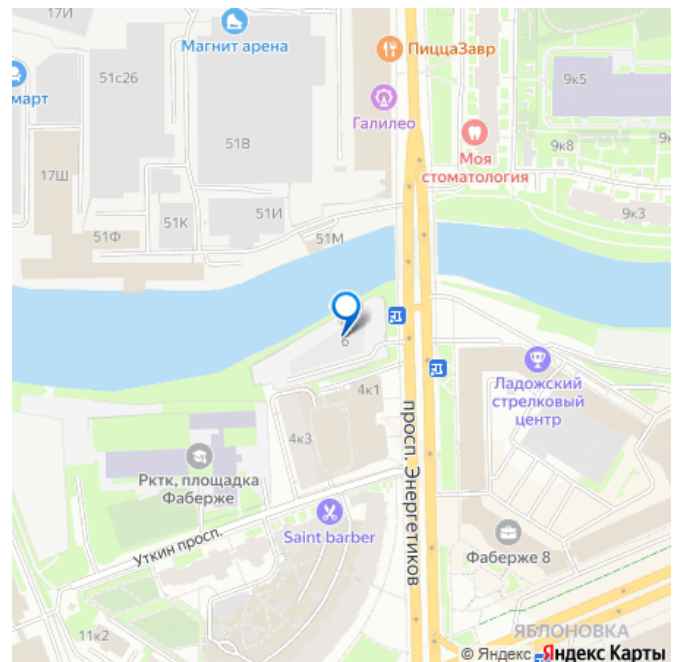 17И
Магнит арена
ПиццаЗавр
51с26
март
9к5
Галилео
51В
9к8
9к
Моя
стоматология
17Ш
51И
51К
9к3
51Ф
51М
6
Ладожский
стрелковый
центр
4к1
просп. Энергетиков
4к3
Рктк, площадка
Фаберже
Saint barber
Уткин просп.
Фаберже 8
11к2
ЯБЛОНОВКА
© Яндекс Яндекс Карты